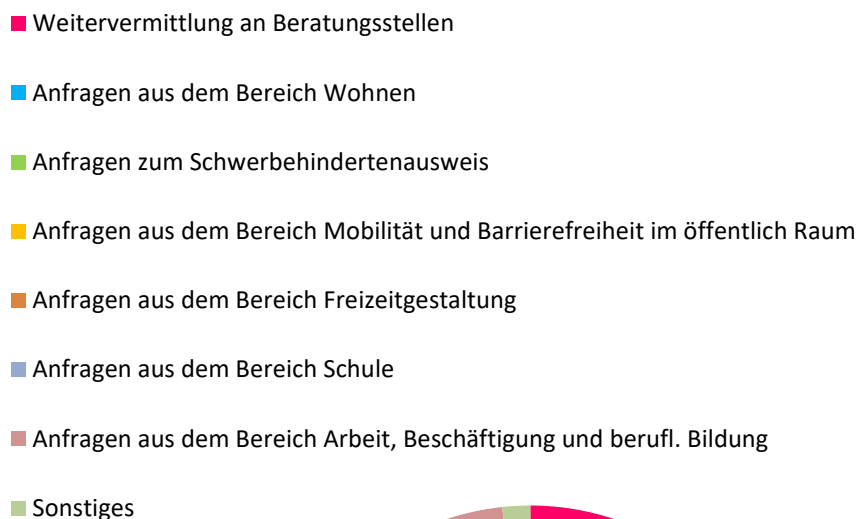 Weitervermittlung an Beratungsstellen
Anfragen aus dem Bereich Wohnen
Anfragen zum Schwerbehindertenausweis
Anfragen aus dem Bereich Mobilität und Barrierefreiheit im öffentlich Raum
Anfragen aus dem Bereich Freizeitgestaltung
Anfragen aus dem Bereich Schule
Anfragen aus dem Bereich Arbeit, Beschäftigung und berufl. Bildung
Sonstiges